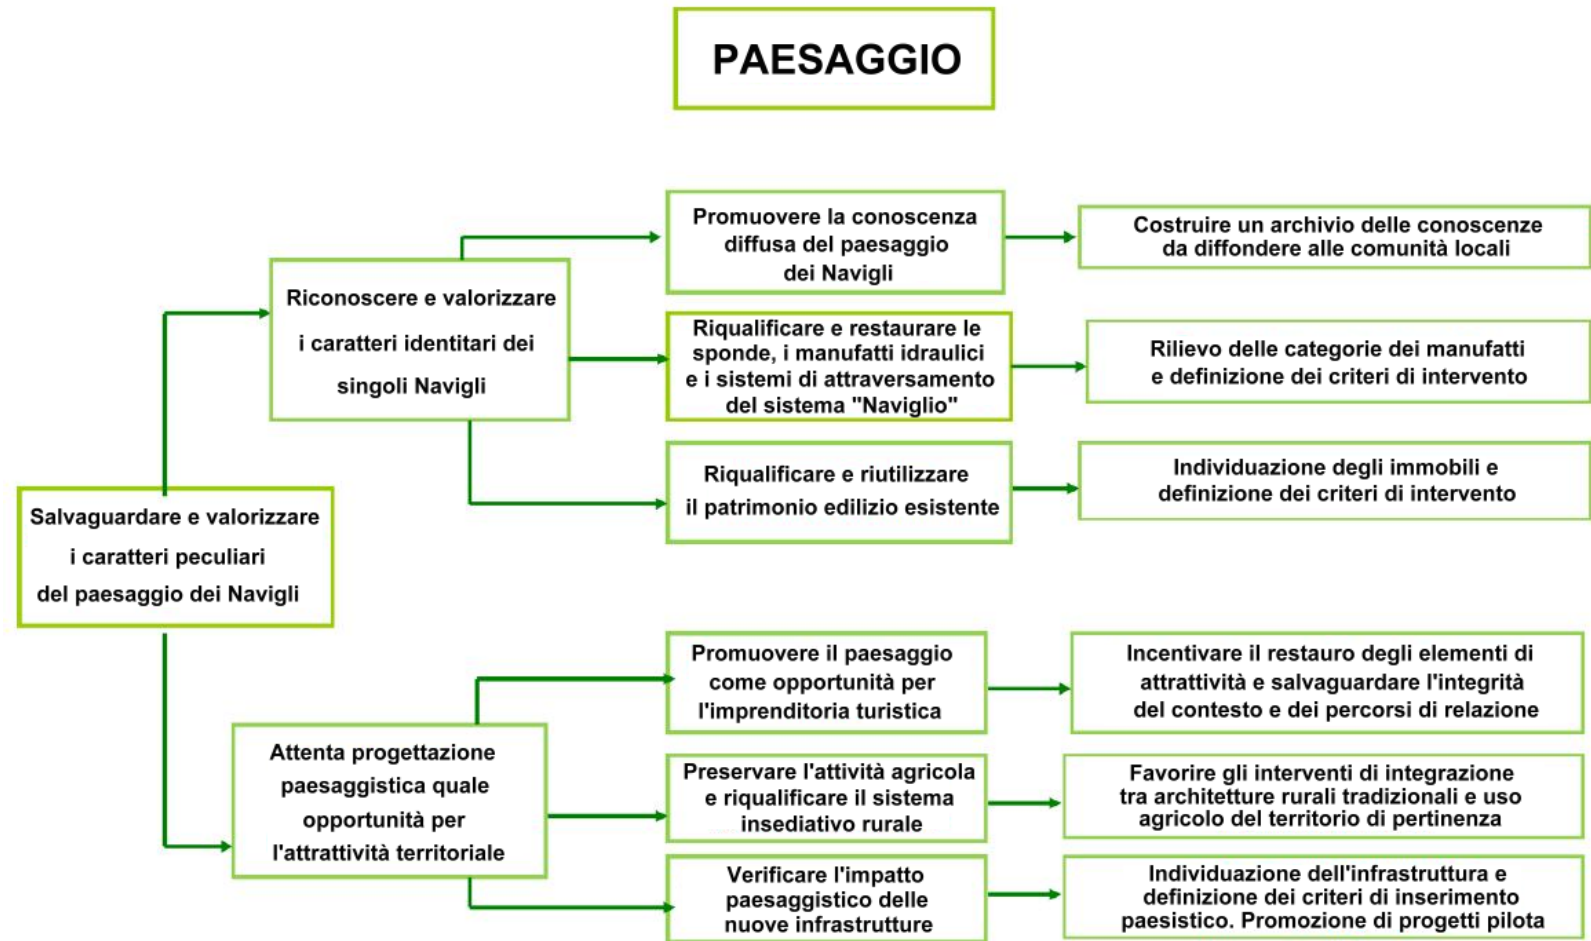 PAESAGGIO
Promuovere la conoscenza
diffusa del paesaggio
dei Navigli
Costruire un archivio delle conoscenze
da diffondere alle comunità locali
Riconoscere e valorizzare
i caratteri identitari dei
singoli Navigli
Riqualificare e restaurare le
sponde, i manufatti idraulici
e i sistemi di attraversamento
del sistema "Naviglio"
Rilievo delle categorie dei manufatti
e definizione dei criteri di intervento
Riqualificare e riutilizzare
il patrimonio edilizio esistente
Individuazione degli immobili e
definizione dei criteri di intervento
Salvaguardare e valorizzare
i caratteri peculiari
del paesaggio dei Navigli
Promuovere il paesaggio
come opportunità per
l'imprenditoria turistica
Incentivare il restauro degli elementi di
attrattività e salvaguardare l'integrità
del contesto e dei percorsi di relazione
Attenta progettazione
paesaggistica quale
opportunità per
l'attrattività territoriale
Preservare l'attività agricola
e riqualificare il sistema
insediativo rurale
Favorire gli interventi di integrazione
tra architetture rurali tradizionali e uso
agricolo del territorio di pertinenza
Verificare l'impatto
paesaggistico delle
nuove infrastrutture
Individuazione dell'infrastruttura e
definizione dei criteri di inserimento
paesistico. Promozione di progetti pilota